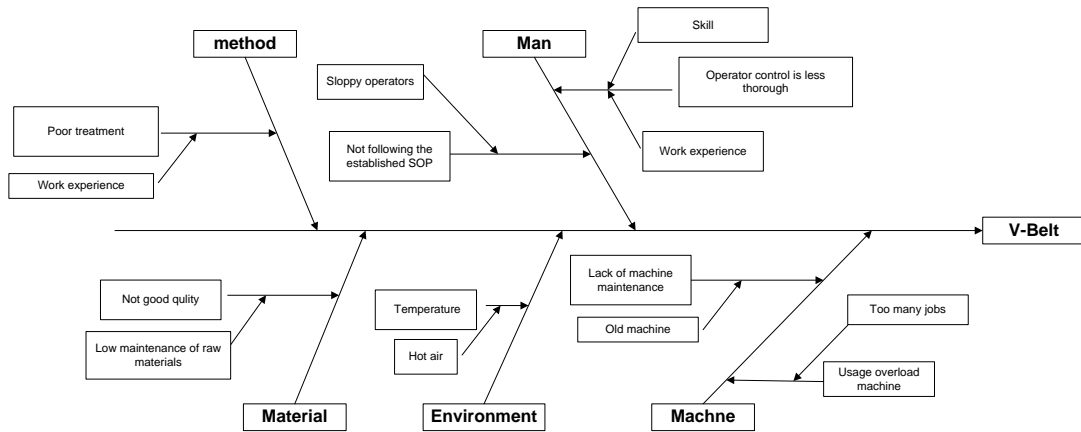 method
Man
Skill
Sloppy operators
Operator control is less
thorough
Poor treatment
Not following the
established SOP
Work experience
Work experience
V-Belt
Not good qulity
Temperature
Lack of machine
maintenance
Too many jobs
Old machine
Low maintenance of raw
materials
Hot air
Usage overload
machine
Material
Environment
Machne